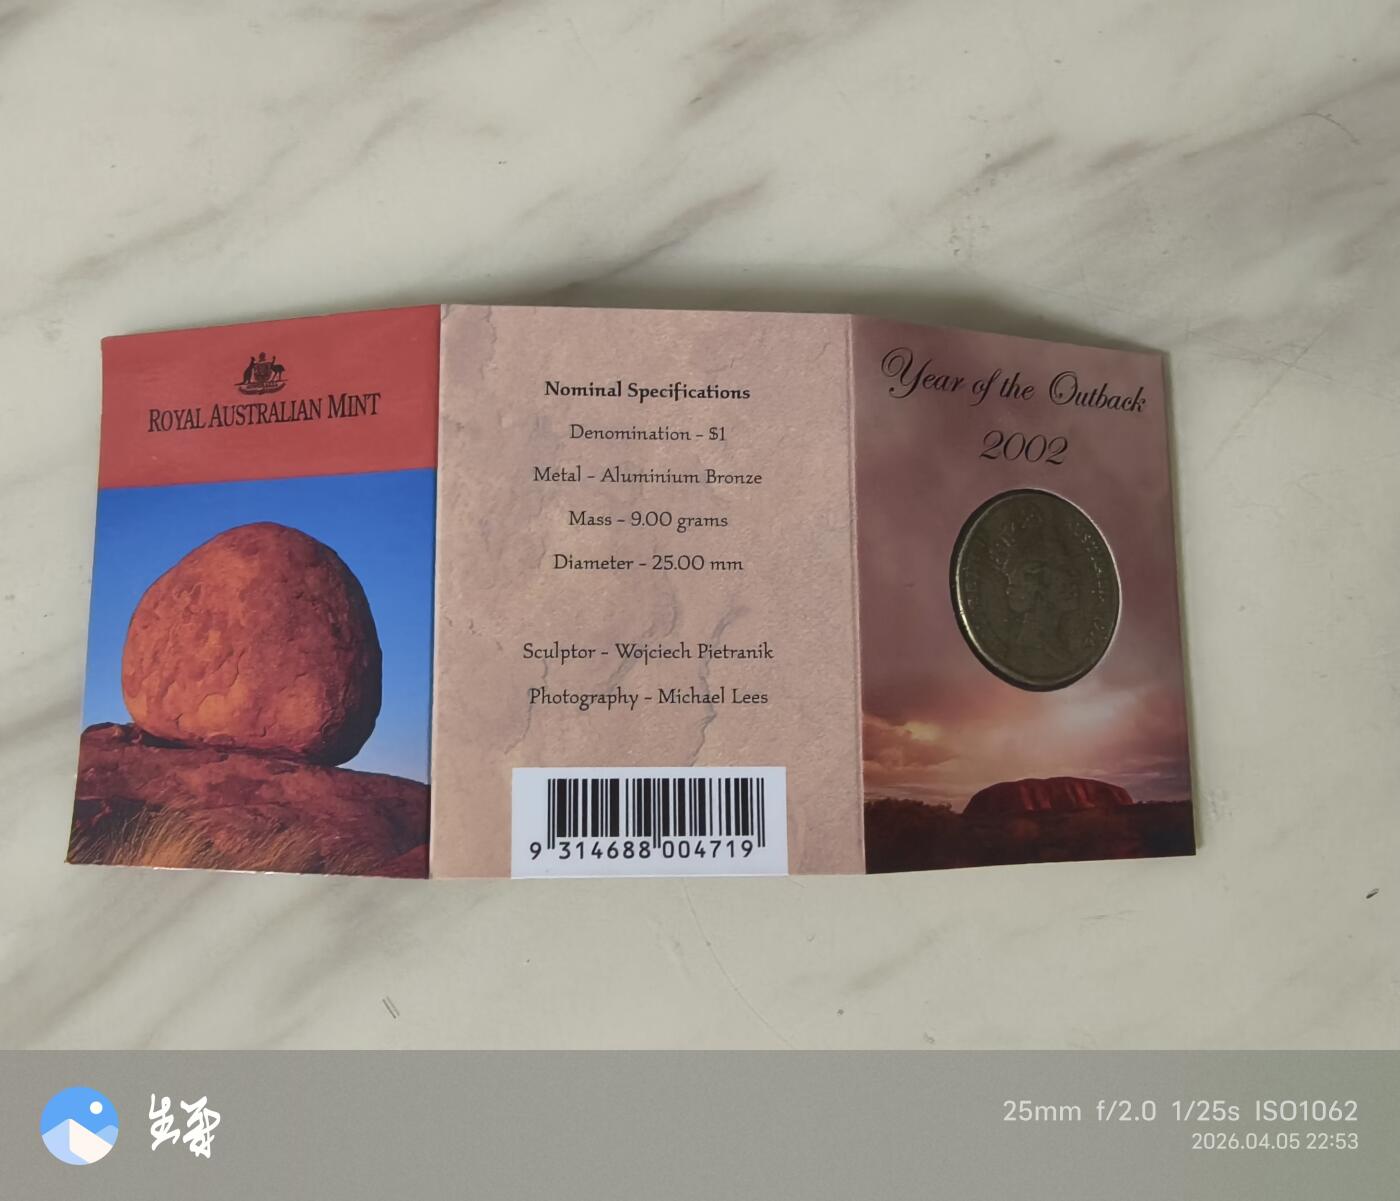 ROYAL AUSTRALIAN MINT
Nominal Specifications
Denomination - $1
Metal - Aluminium Bronze
Mass - 9.00 grams
Diameter - 25.00 mm
Sculptor - Wojciech Pietranik
Photography - Michael Lees
9 314688 004719
Year of the Outback
2002
AUSTRALIA
25mm f/2.0 1/25s ISO1062
2026.04.05 22:53